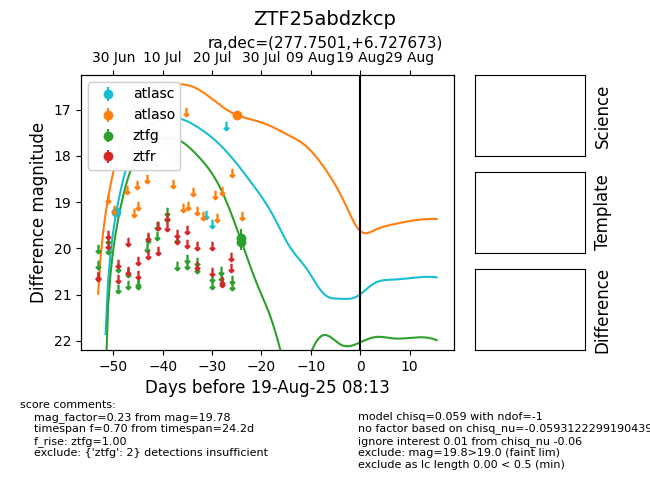 ZTF25abdzkcp
ra,dec=(277.7501,+6.727673)
30 Jun 10 Jul 20 Jul 30 Jul 09 Aug 19 Aug 29 Aug
atlasc
atlaso
ztfg
ztfr
17
18
19
20
21
22
Difference magnitude
−50 −40 −30 −20 −10 0 10
Days before 19-Aug-25 08:13
Science
Template
Difference
score comments:
mag_factor=0.23 from mag=19.78
timespan f=0.70 from timespan=24.2d
f_rise: ztfg=1.00
exclude: {'ztfg': 2} detections insufficient
model chisq=0.059 with ndof=-1
no factor based on chisq_nu=-0.0593122299190439
ignore interest 0.01 from chisq_nu -0.06
exclude: mag=19.8>19.0 (faint lim)
exclude as lc length 0.00 < 0.5 (min)